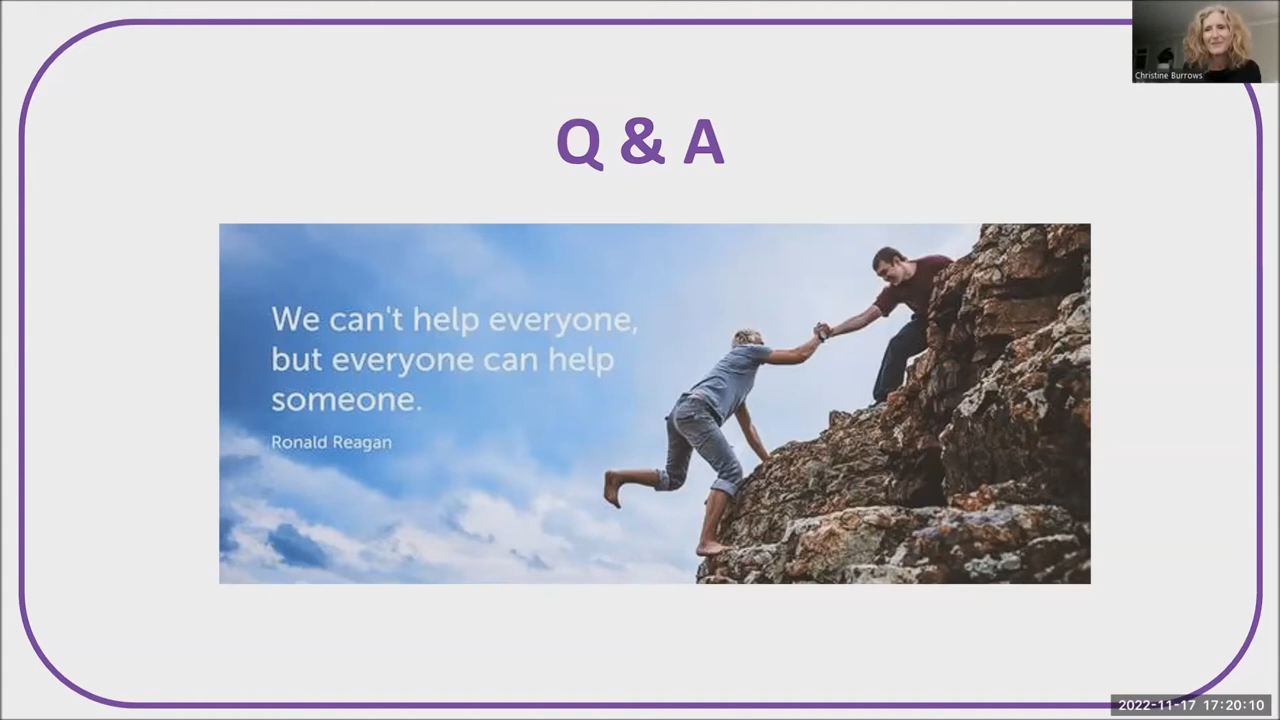 Christine Burrows
Q & A
We can't help everyone,
but everyone can help
someone.
Ronald Reagan
2022-11-17 17:20:10